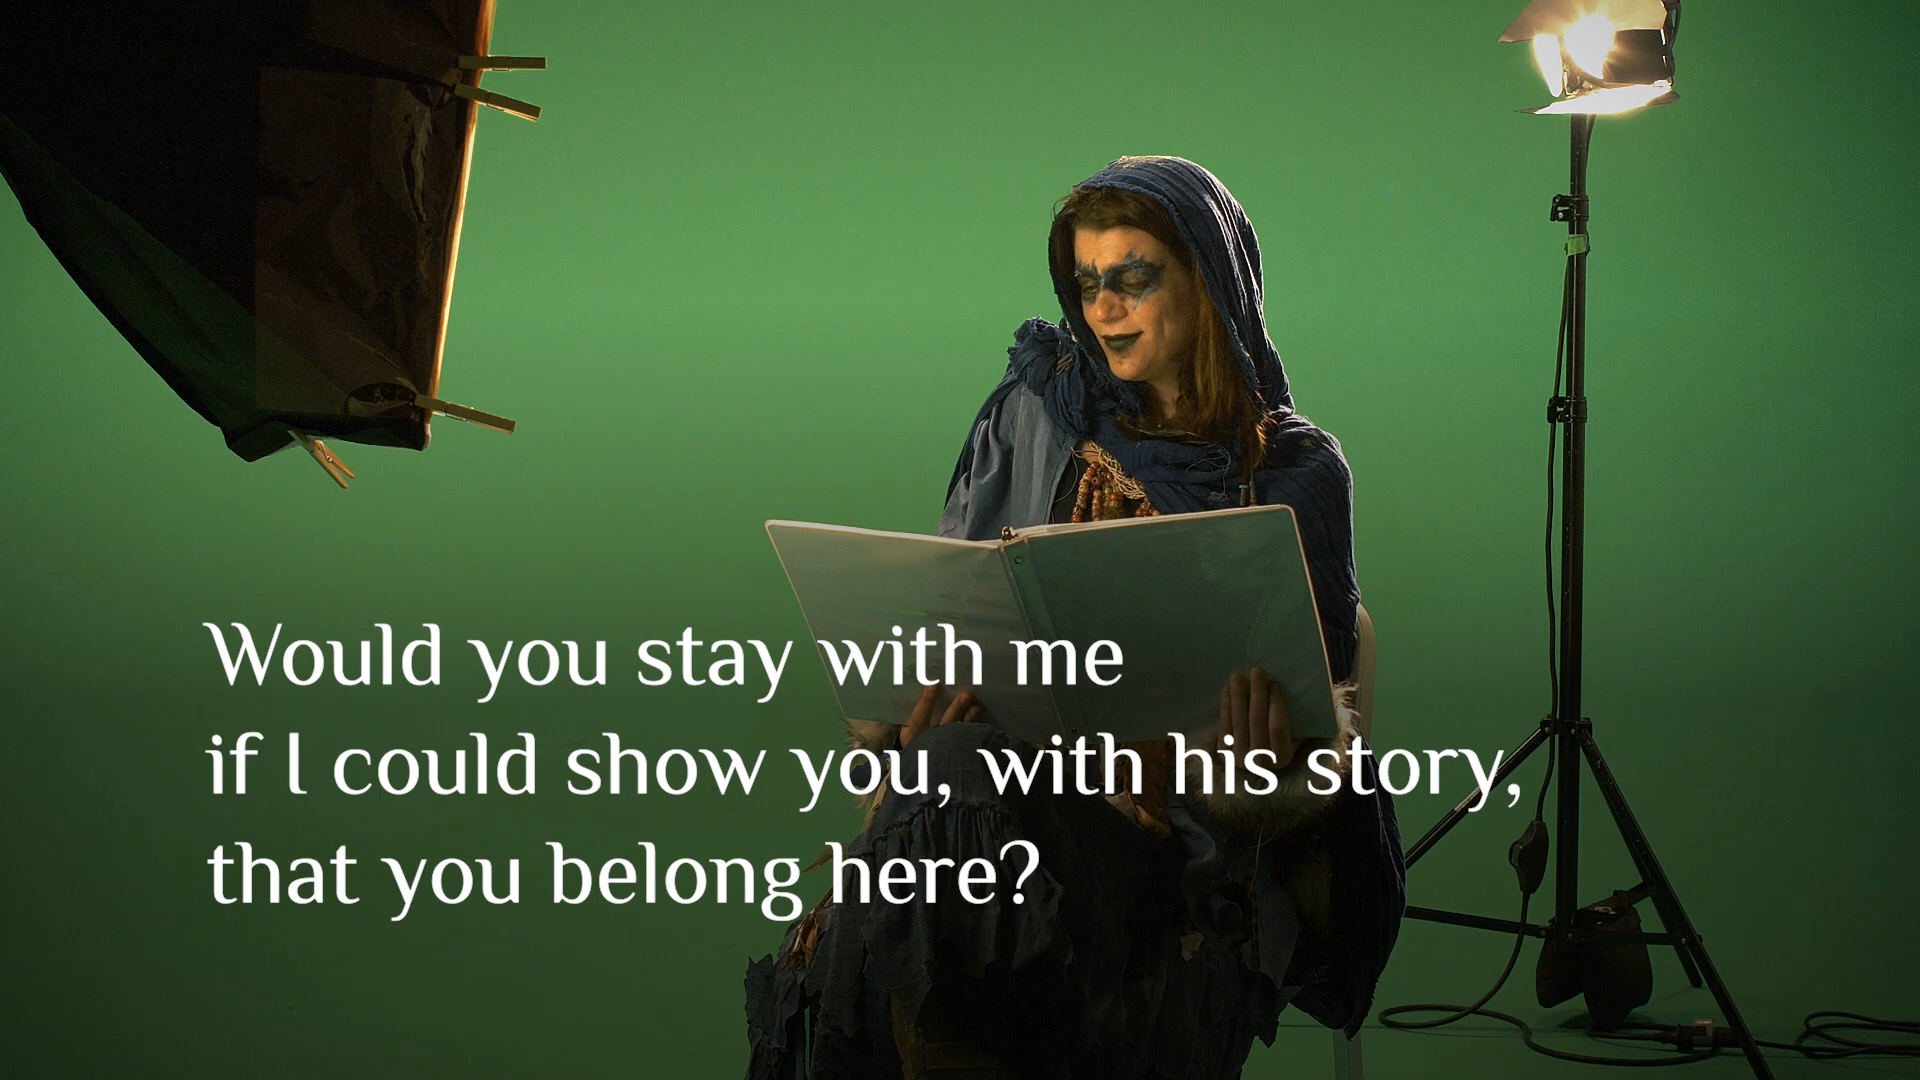 Would you stay with me
if I could show you, with his story,
that you belong here?